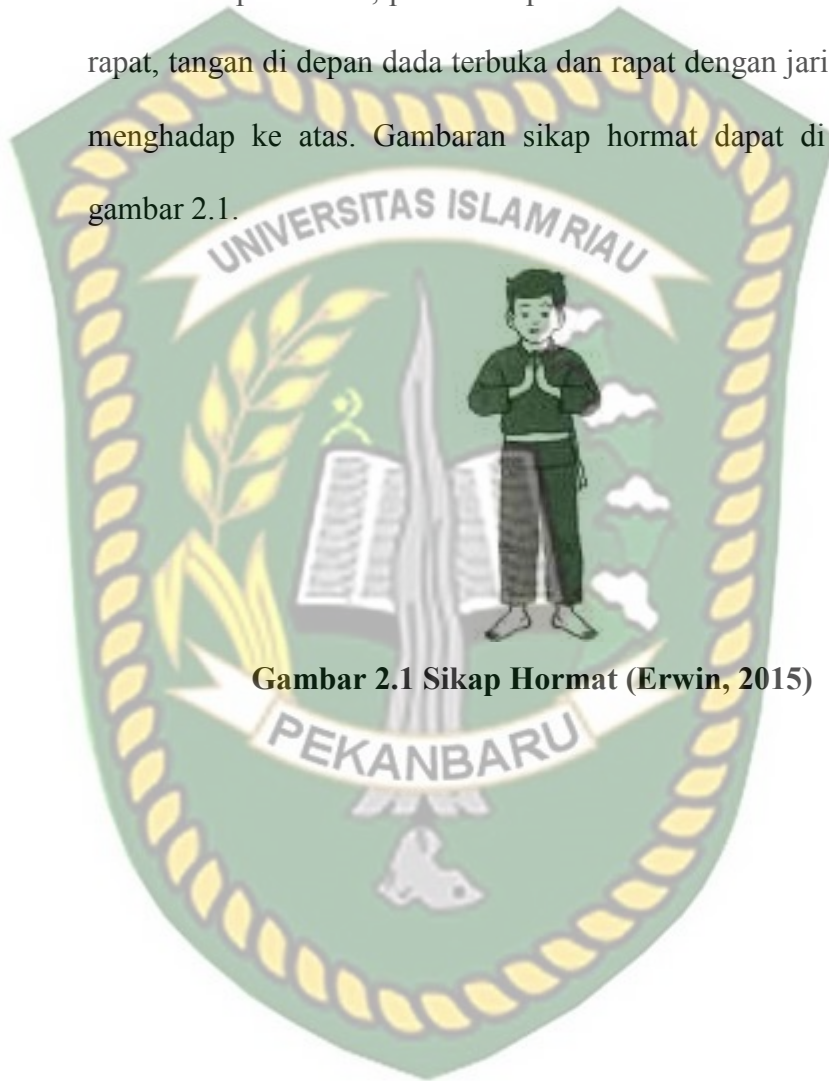 rapat, tangan di depan dada terbuka dan rapat dengan jari
menghadap ke atas. Gambaran sikap hormat dapat di
gambar 2.1.
UNIVERSITAS ISLAM RIAU
Gambar 2.1 Sikap Hormat (Erwin, 2015)
PEKANBARU